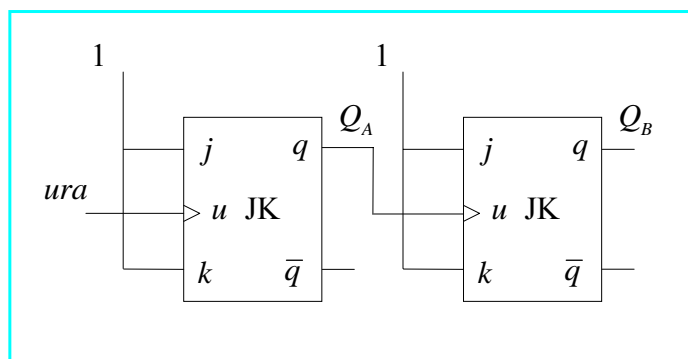 1 1
Q_A Q_B
j q j q
ura u JK u JK
k q̅ k q̅